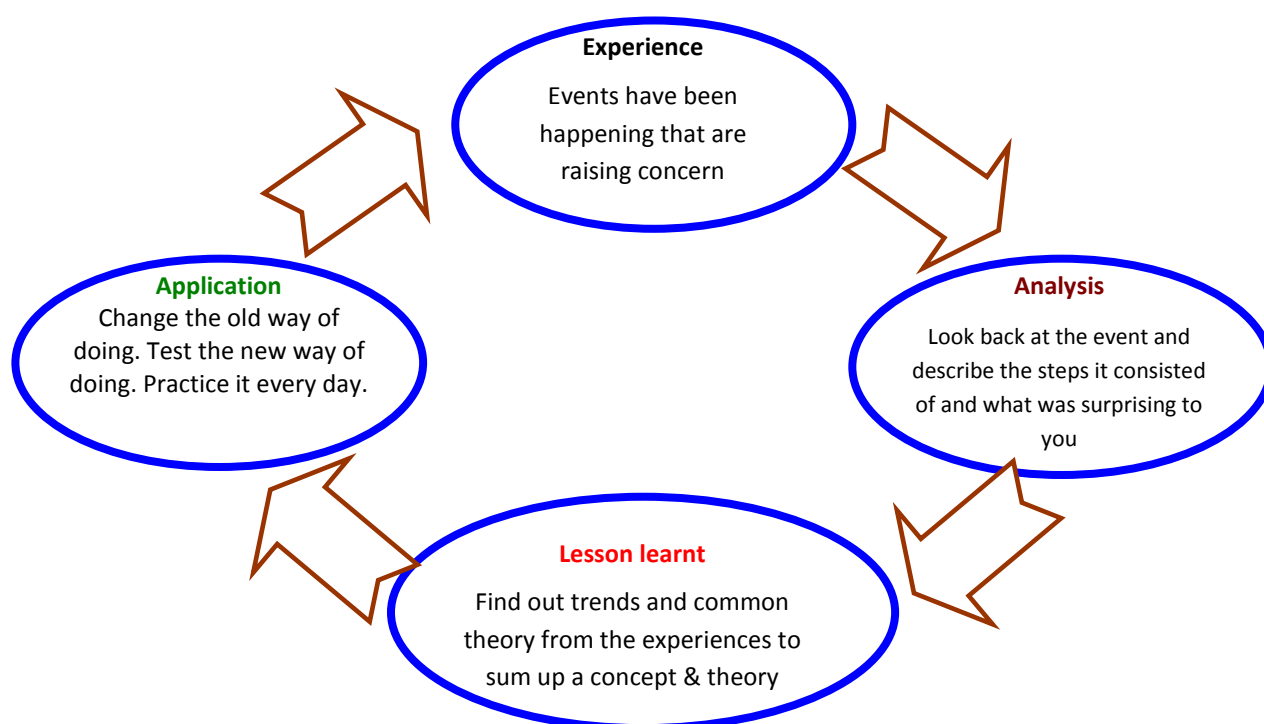 Experience
Events have been
happening that are
raising concern
Analysis
Look back at the event and
describe the steps it consisted
of and what was surprising to
you
Lesson learnt
Find out trends and common
theory from the experiences to
sum up a concept & theory
Application
Change the old way of
doing. Test the new way of
doing. Practice it every day.